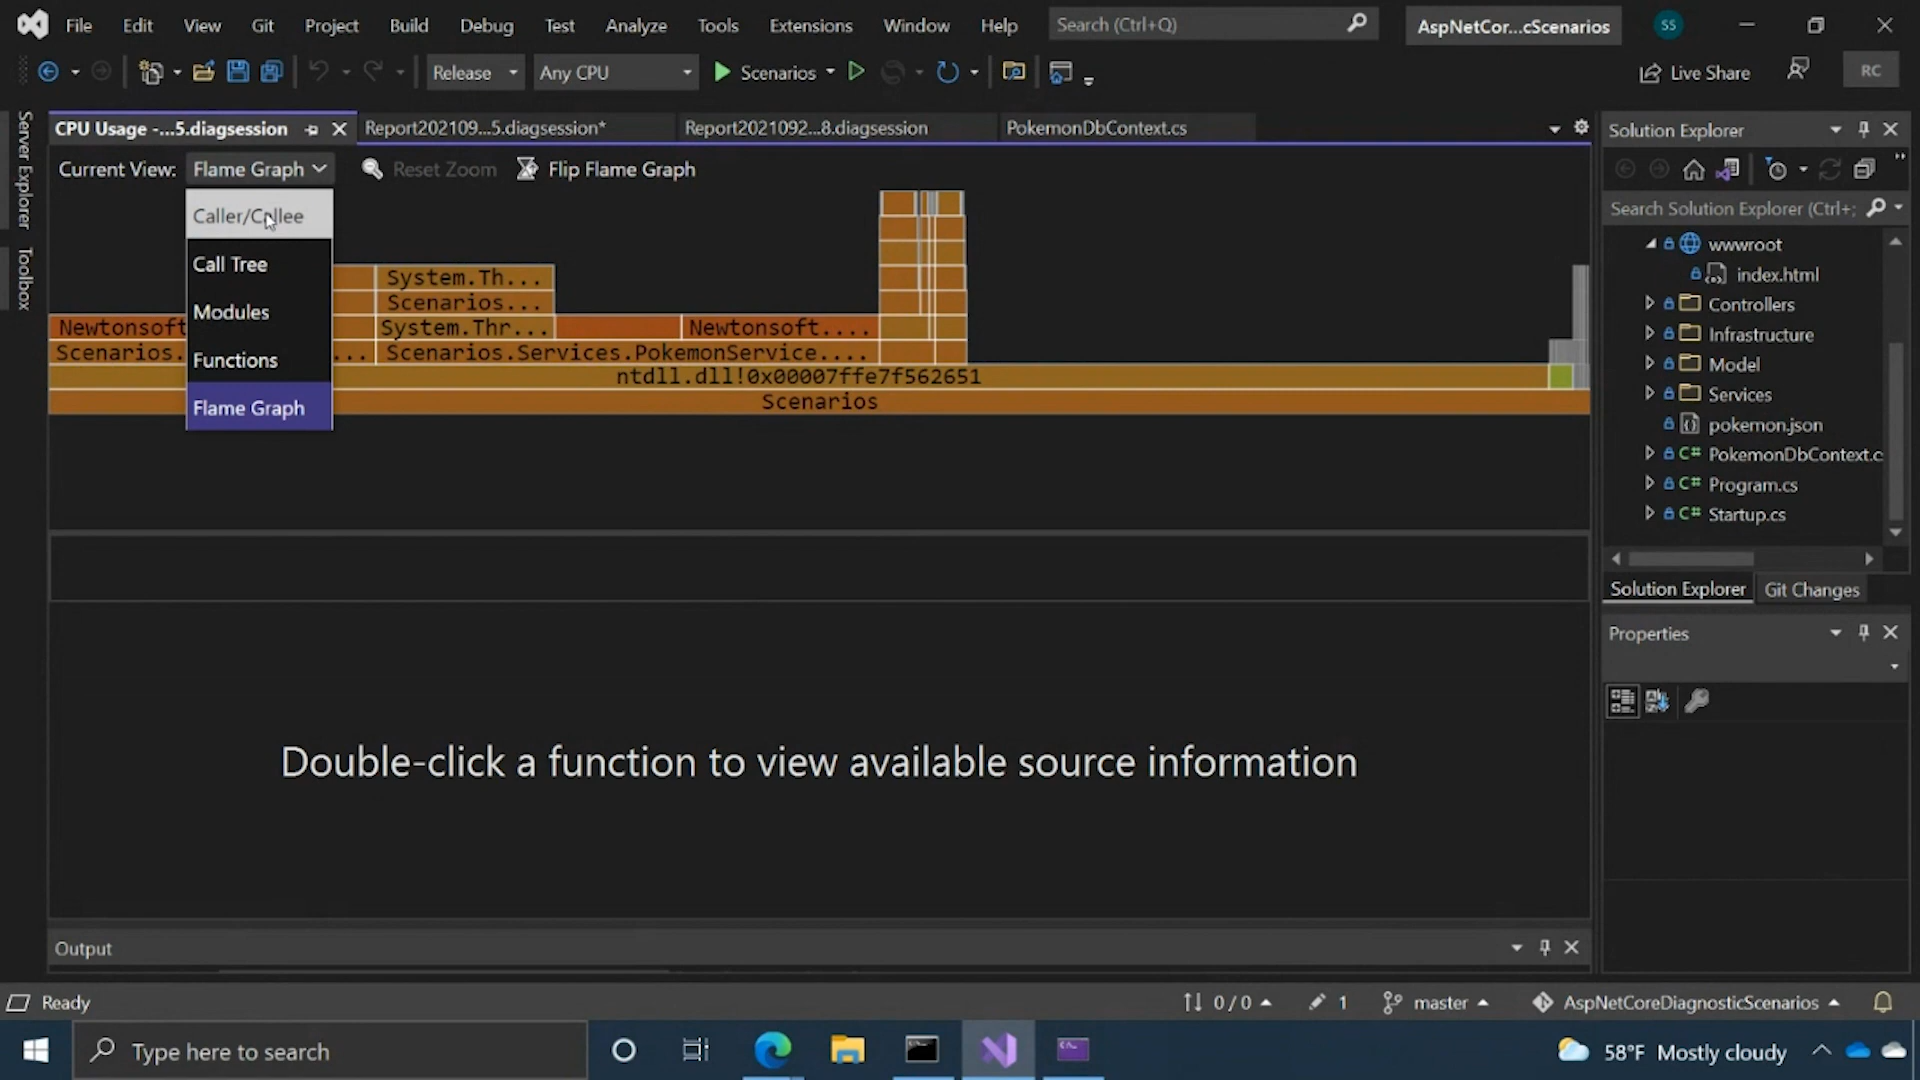 File Edit View Git Project Build Debug Test Analyze Tools Extensions Window Help Search (Ctrl+Q) AspNetCor...cScenarios SS
Release Any CPU Scenarios Live Share RC
Server Explorer
Toolbox
CPU Usage -...5.diagsession Report202109...5.diagsession* Report2021092...8.diagsession PokemonDbContext.cs
Current View: Flame Graph Reset Zoom Flip Flame Graph
Caller/Callee
Call Tree
Modules
Functions
Flame Graph
System.Th...
Scenarios...
Newtonsoft System.Thr... Newtonsoft....
Scenarios. ... Scenarios.Services.PokemonService....
ntdll.dll!0x00007ffe7f562651
Scenarios
Double-click a function to view available source information
Output
Solution Explorer
Search Solution Explorer (Ctrl+;
wwwroot
index.html
Controllers
Infrastructure
Model
Services
pokemon.json
C# PokemonDbContext.c
C# Program.cs
C# Startup.cs
Solution Explorer Git Changes
Properties
Ready 0 / 0 1 master AspNetCoreDiagnosticScenarios
Type here to search 58°F Mostly cloudy